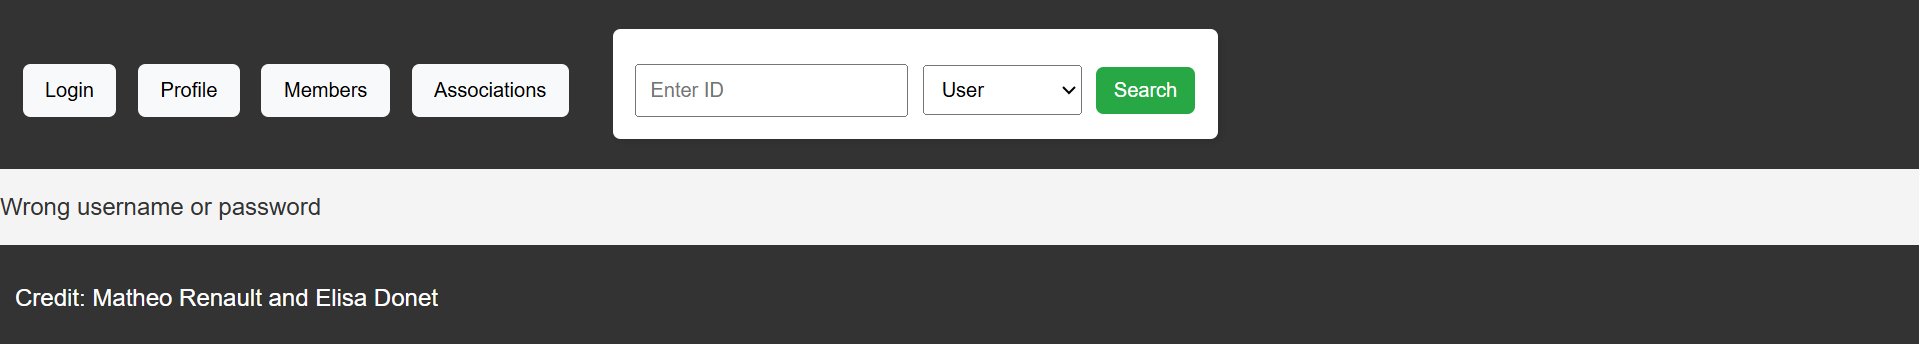 Login Profile Members Associations Enter ID User Search
Wrong username or password
Credit: Matheo Renault and Elisa Donet